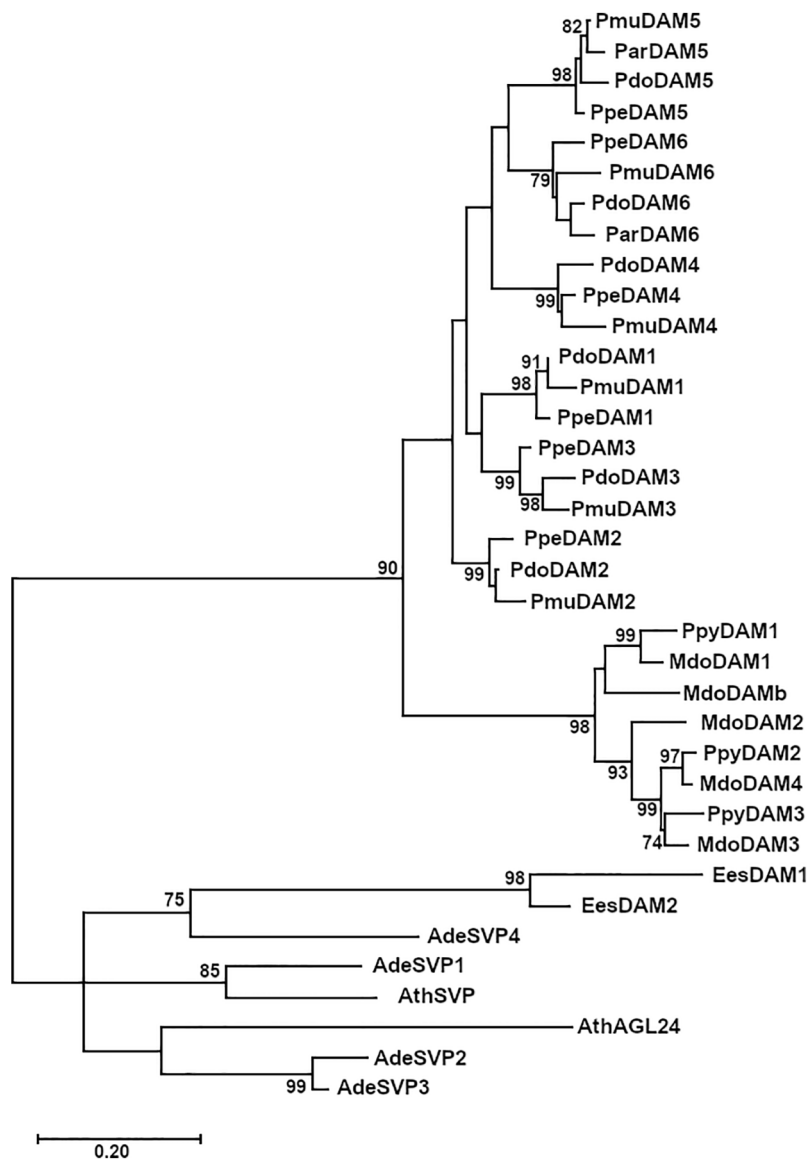 82 PmuDAM5
ParDAM5
98 PdoDAM5
PpeDAM5
PpeDAM6
79 PmuDAM6
PdoDAM6
ParDAM6
PdoDAM4
99 PpeDAM4
PmuDAM4
91 PdoDAM1
98 PmuDAM1
PpeDAM1
PpeDAM3
99 PdoDAM3
98 PmuDAM3
PpeDAM2
90 99 PdoDAM2
PmuDAM2
99 PpyDAM1
MdoDAM1
MdoDAMb
98 MdoDAM2
97 PpyDAM2
93 MdoDAM4
99 PpyDAM3
74 MdoDAM3
98 EesDAM1
75 EesDAM2
AdeSVP4
85 AdeSVP1
AthSVP
AthAGL24
AdeSVP2
99 AdeSVP3
0.20